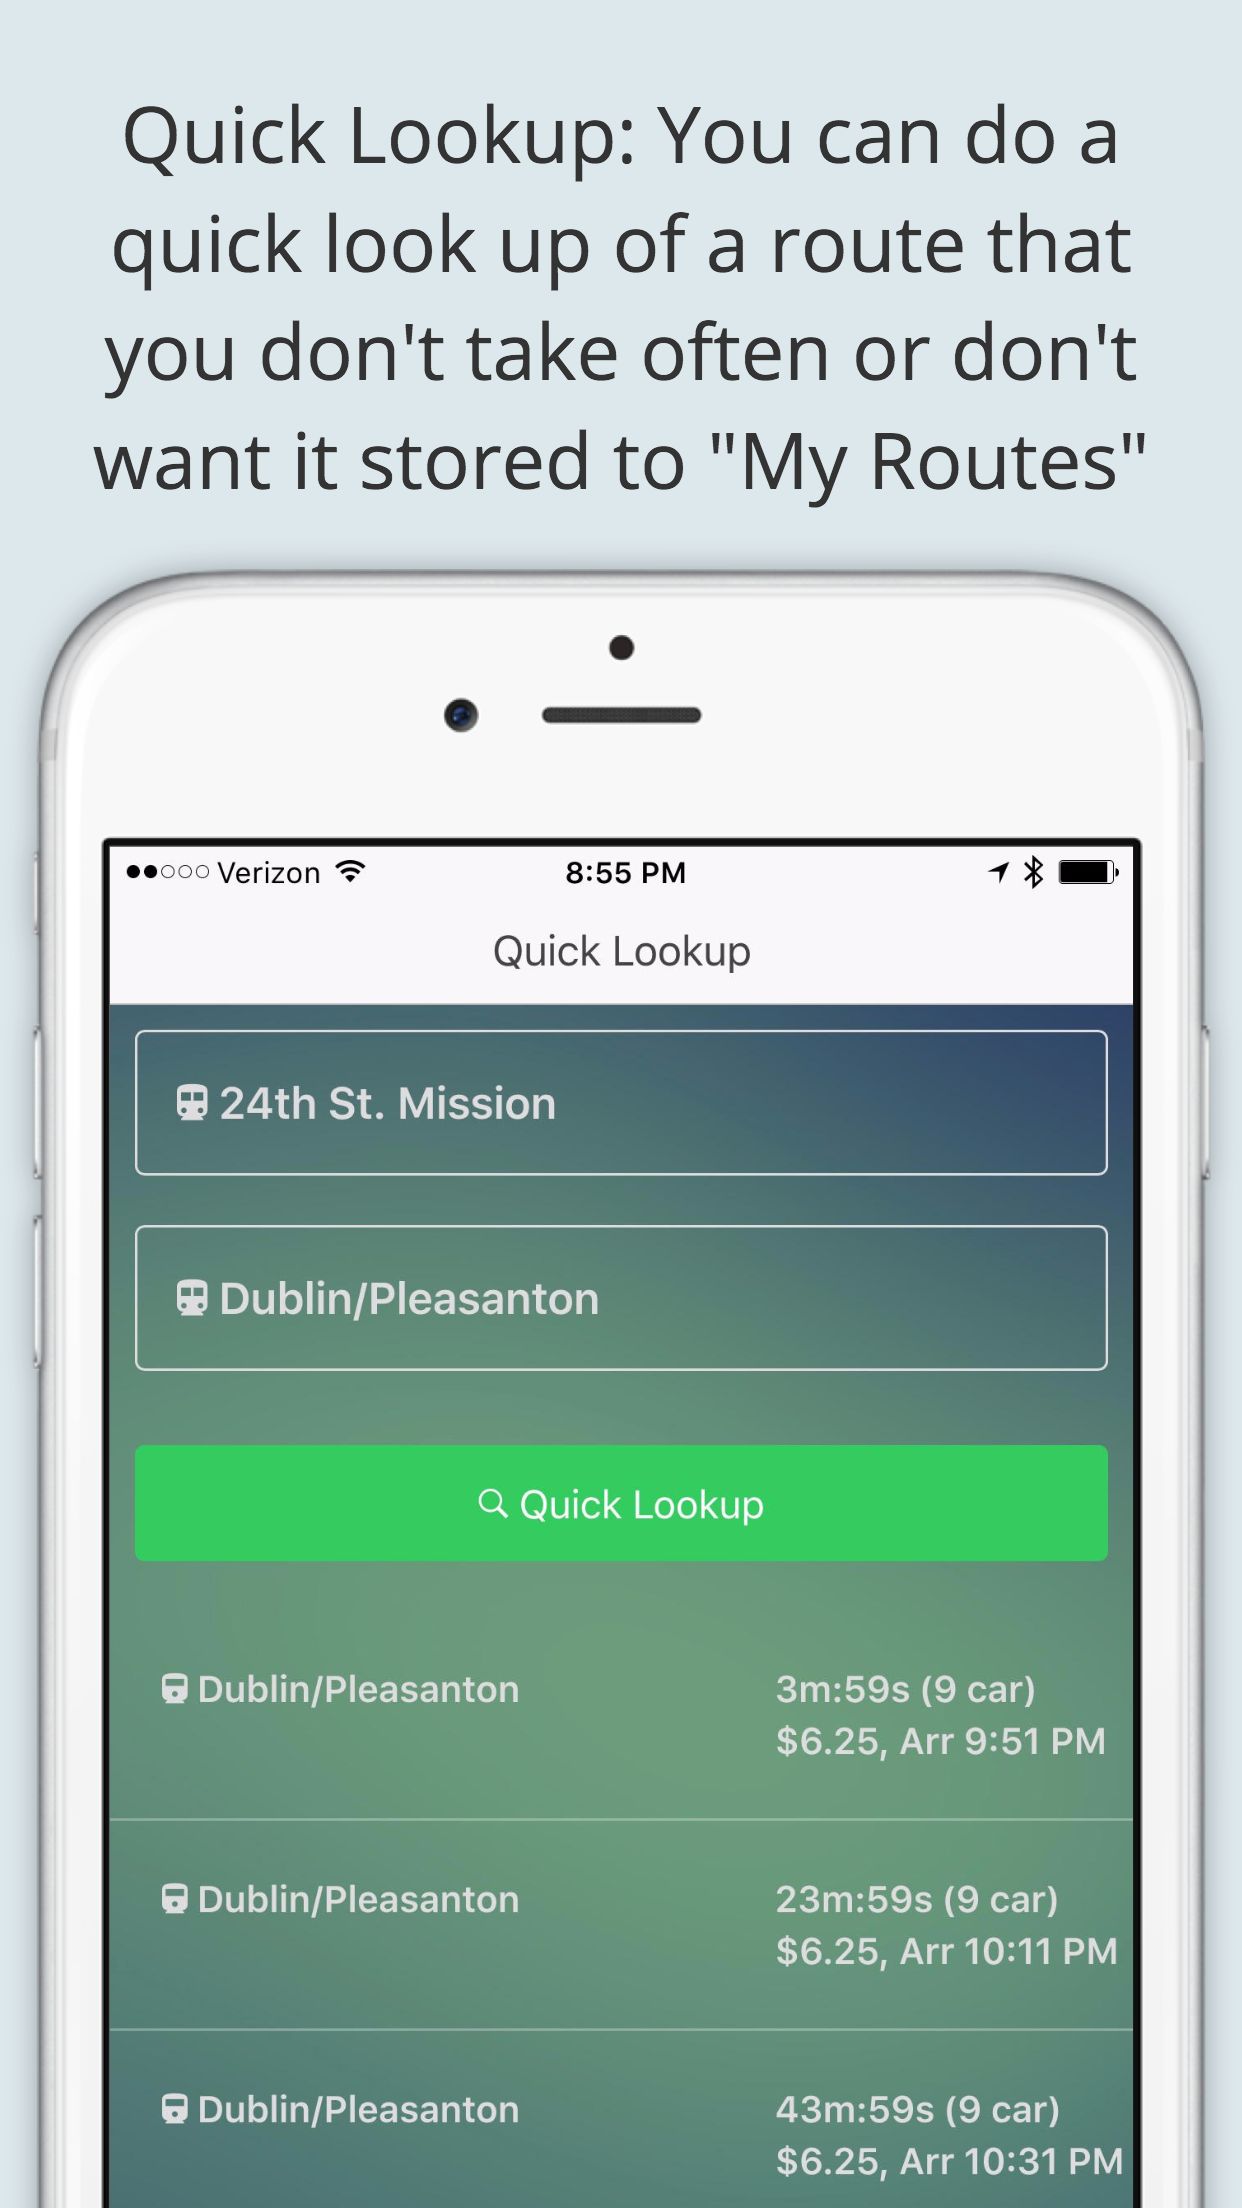 Quick Lookup: You can do a
quick look up of a route that
you don't take often or don't
want it stored to "My Routes"
Verizon 8:55 PM
Quick Lookup
24th St. Mission
Dublin/Pleasanton
Quick Lookup
Dublin/Pleasanton 3m:59s (9 car)
$6.25, Arr 9:51 PM
Dublin/Pleasanton 23m:59s (9 car)
$6.25, Arr 10:11 PM
Dublin/Pleasanton 43m:59s (9 car)
$6.25, Arr 10:31 PM